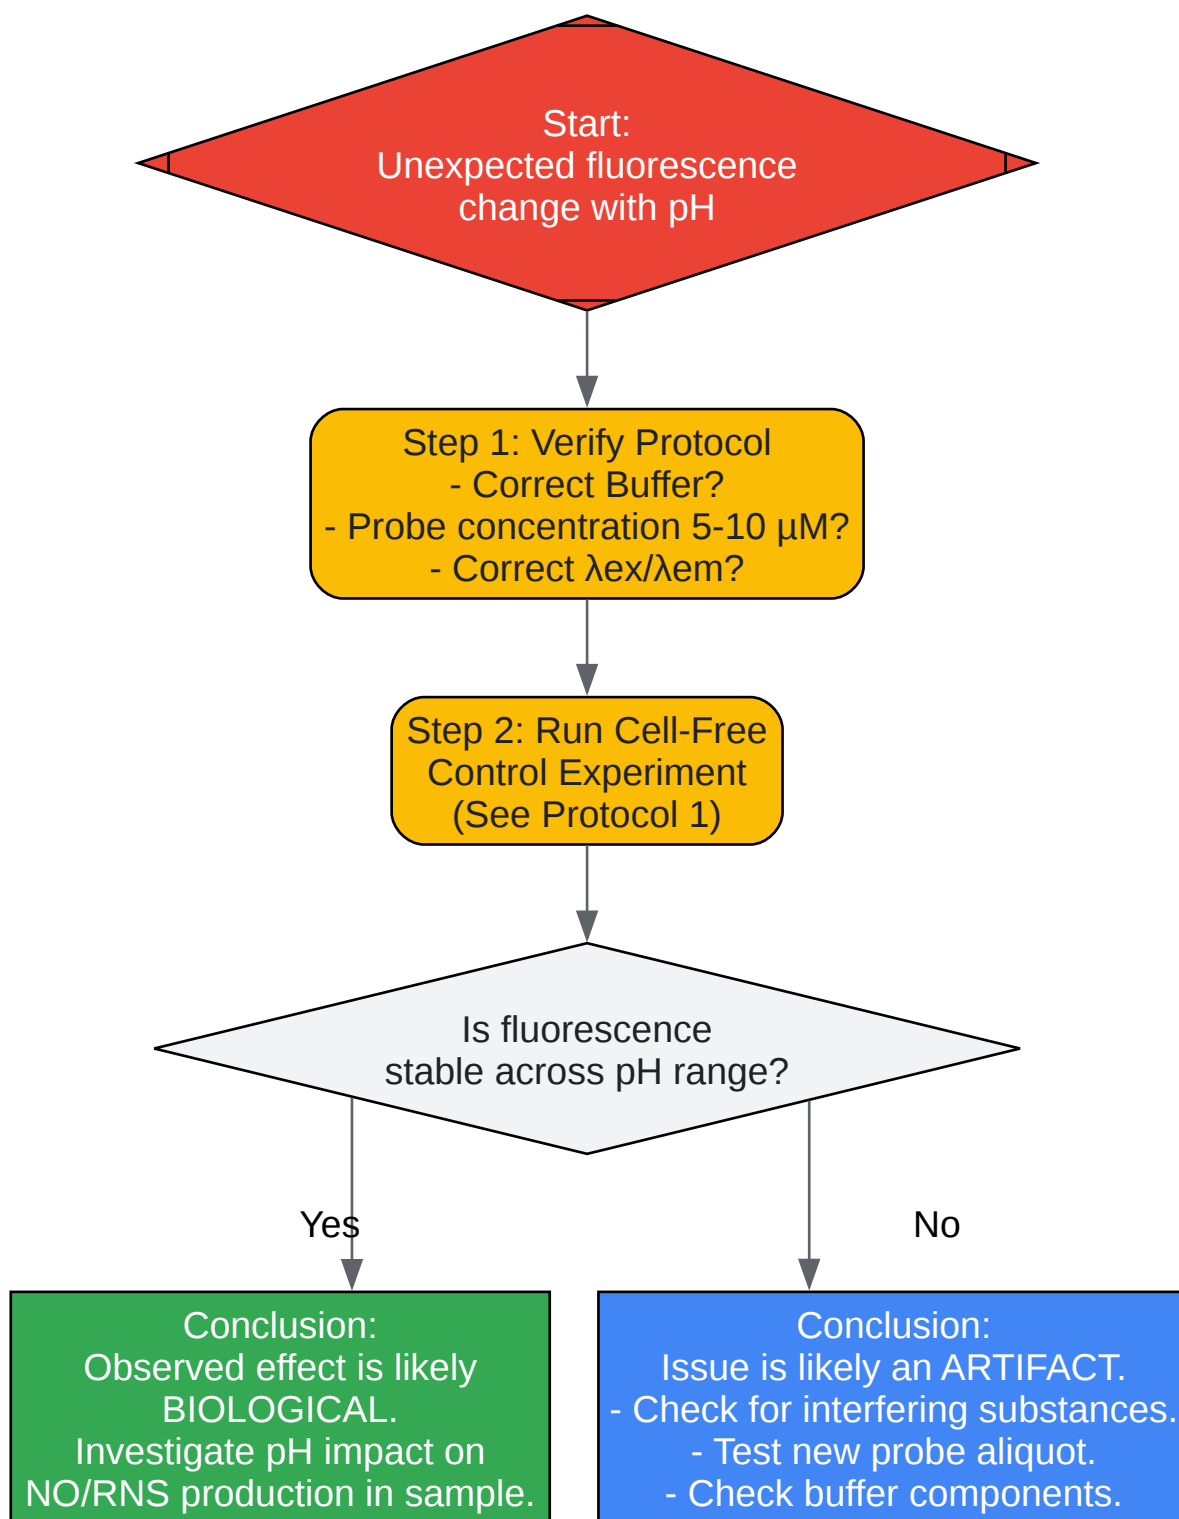 Start:
Unexpected fluorescence
change with pH
Step 1: Verify Protocol
- Correct Buffer?
- Probe concentration 5-10 µM?
- Correct λex/λem?
Step 2: Run Cell-Free
Control Experiment
(See Protocol 1)
Is fluorescence
stable across pH range?
Yes
No
Conclusion:
Observed effect is likely
BIOLOGICAL.
Investigate pH impact on
NO/RNS production in sample.
Conclusion:
Issue is likely an ARTIFACT.
- Check for interfering substances.
- Test new probe aliquot.
- Check buffer components.